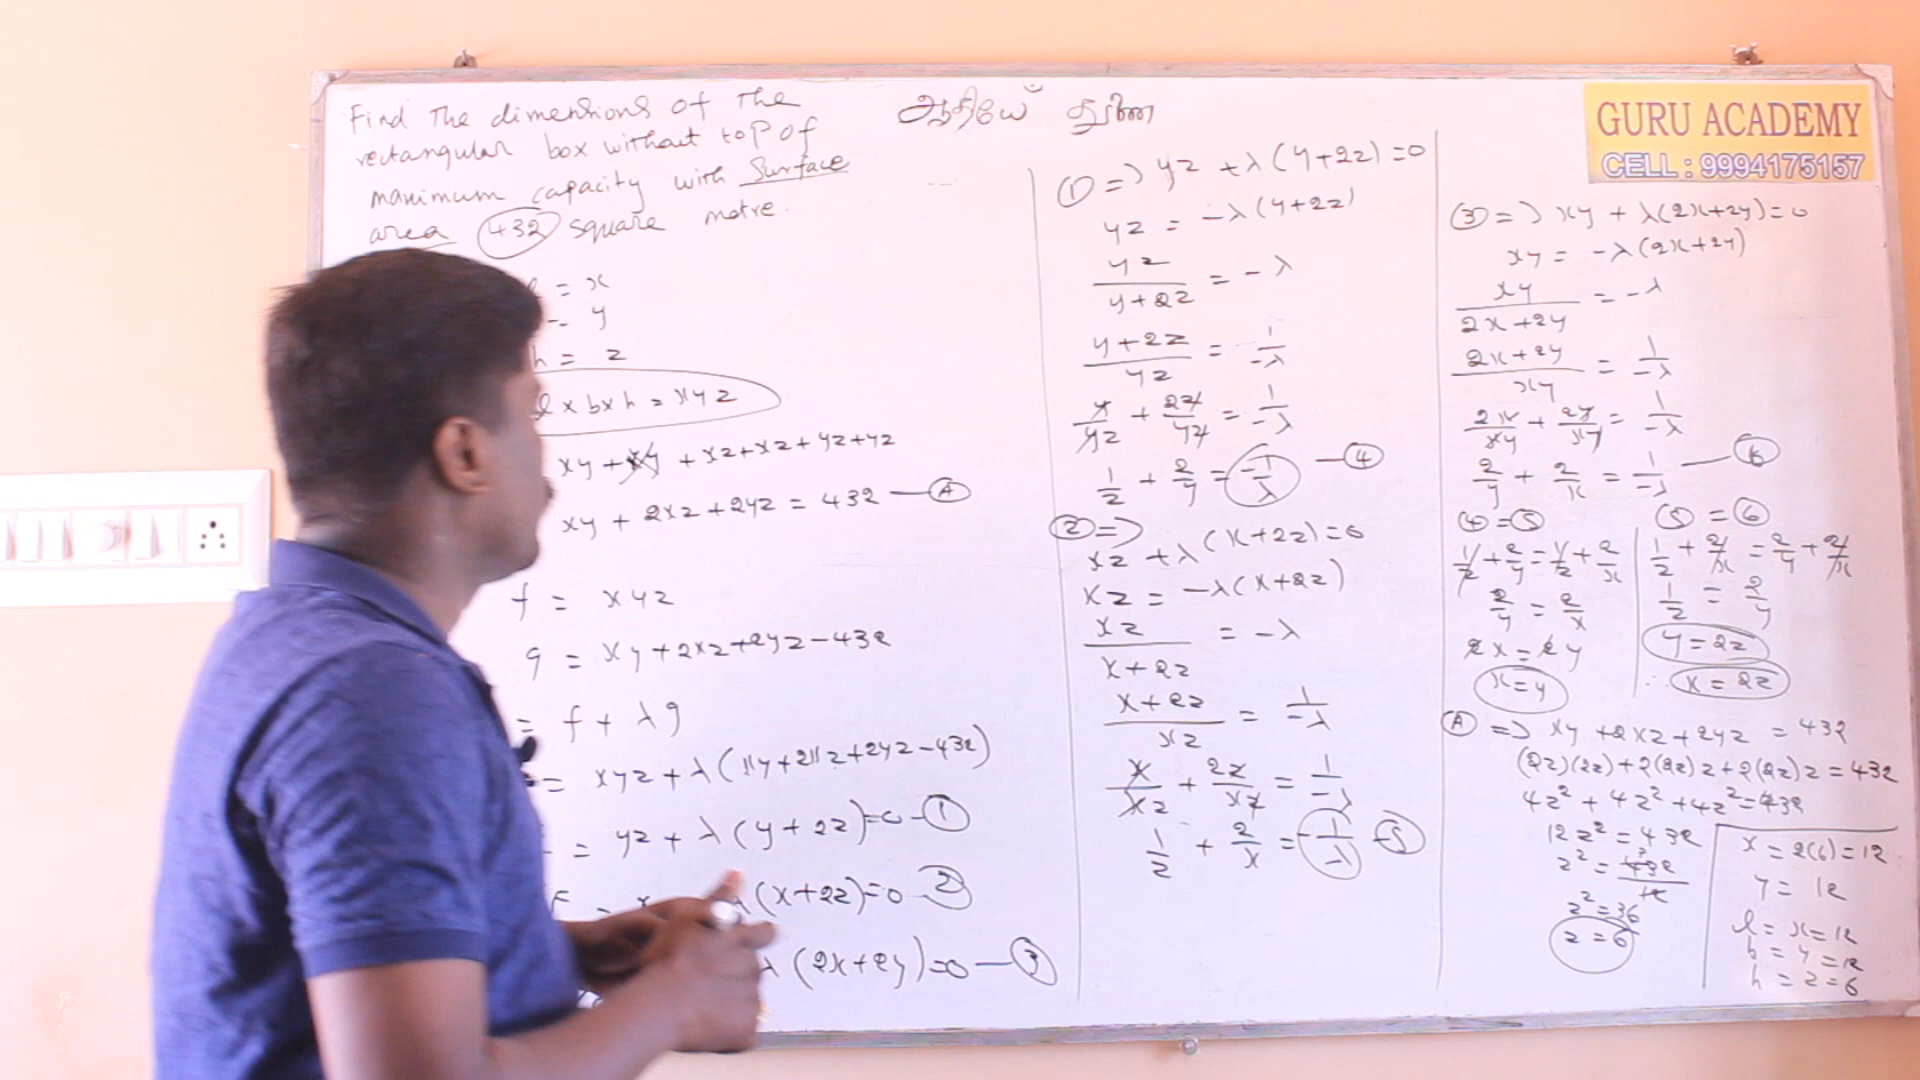 Find The dimensions of The
rectangular box without top of
maximum capacity with Surface
area 432 square metre.
ஆதியே துணை
GURU ACADEMY
CELL : 9994175157
= x
= y
h = z
l x b x h = xyz
xy + xy + xz + xz + yz + yz
xy + 2xz + 2yz = 432 — Ⓐ
f = xyz
g = xy + 2xz + 2yz - 432
= f + λg
= xyz + λ(xy + 2xz + 2yz - 432)
= yz + λ(y + 2z) = 0 - ①
(x + 2z) = 0 - ②
λ(2x + 2y) = 0 — ③
① => yz + λ(y + 2z) = 0
yz = -λ(y + 2z)
yz / y + 2z = -λ
y + 2z / yz = 1 / -λ
y / yz + 2z / yz = 1 / -λ
1/z + 2/y = -1/λ — ④
② =>
xz + λ(x + 2z) = 0
xz = -λ(x + 2z)
xz / x + 2z = -λ
x + 2z / xz = 1 / -λ
x / xz + 2z / xz = 1 / -λ
1/z + 2/x = -1/-λ - ⑤
③ => xy + λ(2x + 2y) = 0
xy = -λ(2x + 2y)
xy / 2x + 2y = -λ
2x + 2y / xy = 1 / -λ
2x / xy + 2y / xy = 1 / -λ
2/y + 2/x = 1 / -λ — ⑥
④ = ⑤
1/z + 2/y = 1/z + 2/x
2/y = 2/x
2x = 2y
x = y
⑤ = ⑥
1/z + 2/x = 2/y + 2/x
1/z = 2/y
y = 2z
∴ x = 2z
Ⓐ => xy + 2xz + 2yz = 432
(2z)(2z) + 2(2z)z + 2(2z)z = 432
4z² + 4z² + 4z² = 432
12z² = 432
z² = 432 / 12
z² = 36
z = 6
x = 2(6) = 12
y = 12
l = x = 12
b = y = 12
h = z = 6